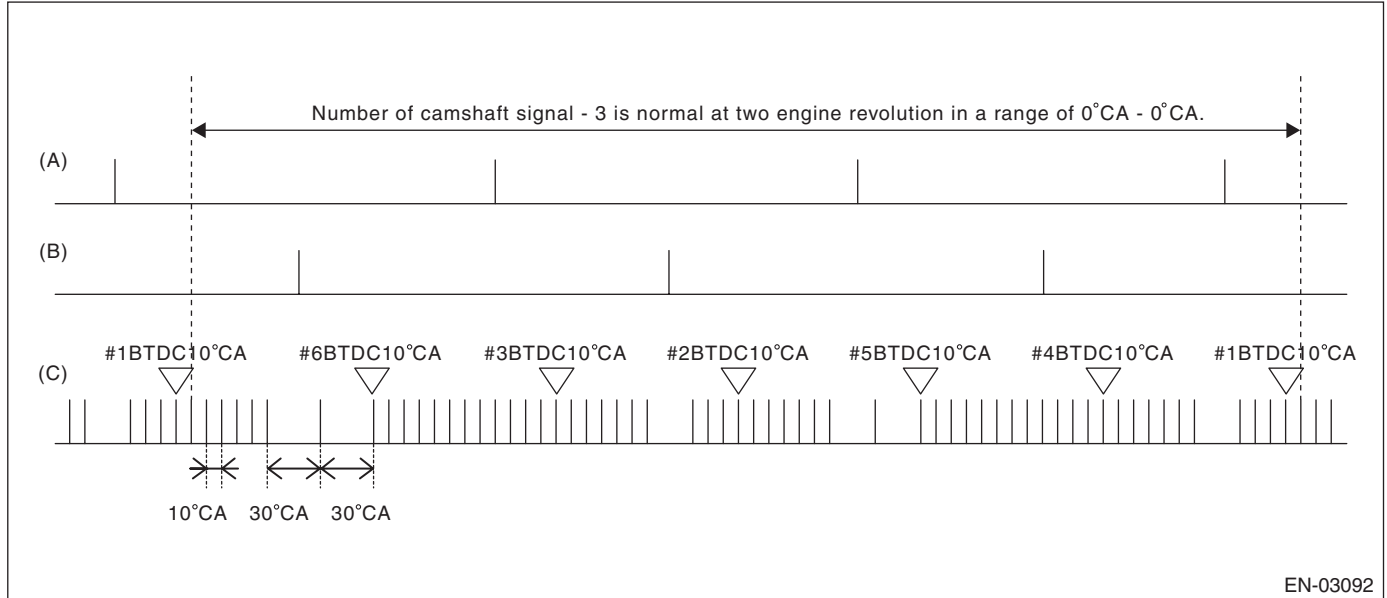 Number of camshaft signal - 3 is normal at two engine revolution in a range of 0°CA - 0°CA.
(A)
(B)
#1BTDC10°CA #6BTDC10°CA #3BTDC10°CA #2BTDC10°CA #5BTDC10°CA #4BTDC10°CA #1BTDC10°CA
(C)
10°CA 30°CA 30°CA
EN-03092